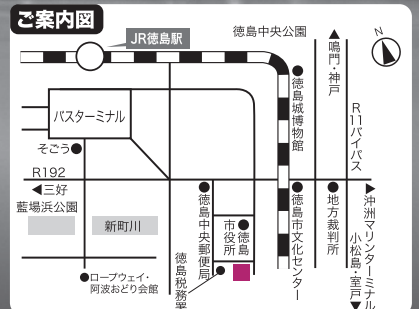 ご案内図
JR徳島駅
徳島中央公園
N
鳴門・神戸
徳島城博物館
R11バイパス
バスターミナル
そごう
R192
三好
藍場浜公園
新町川
徳島中央郵便局
徳島市役所
徳島市文化センター
地方裁判所
沖洲マリンターミナル
小松島・室戸
徳島税務署
ロープウェイ・
阿波おどり会館